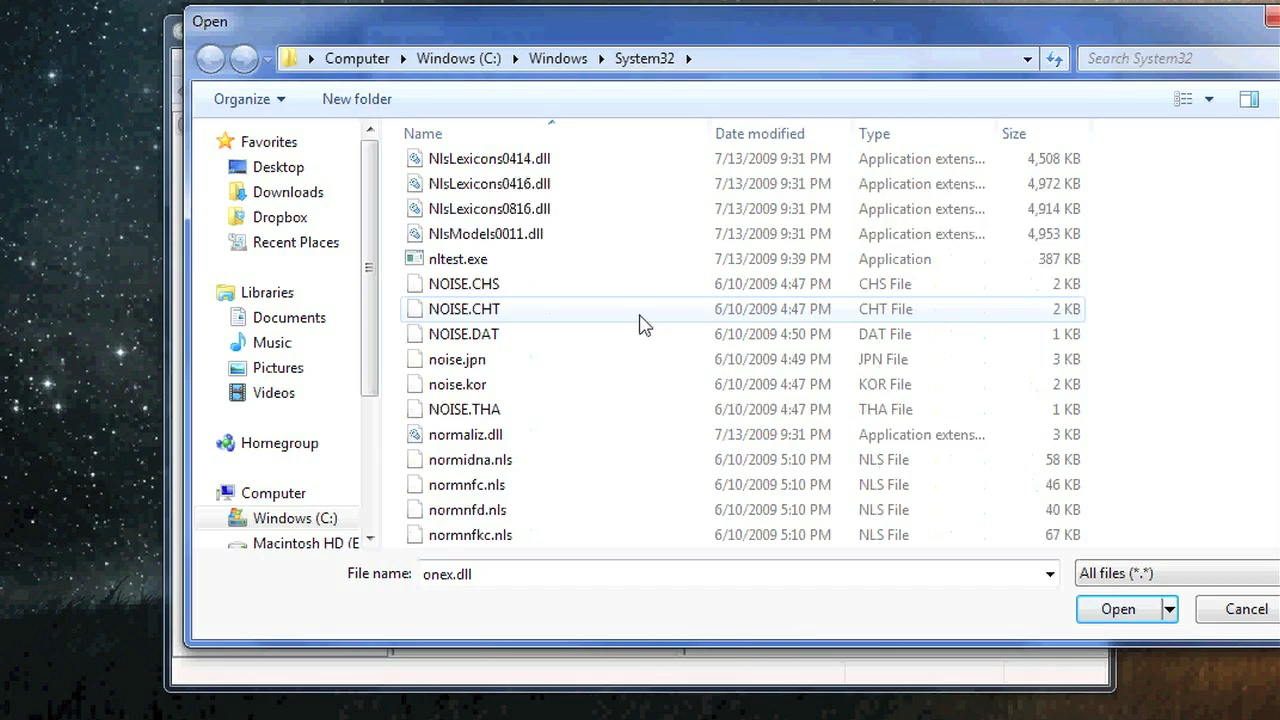 Open
Computer Windows (C:) Windows System32 Search System32
Organize New folder
Name Date modified Type Size
Favorites
Desktop
Downloads
Dropbox
Recent Places
Libraries
Documents
Music
Pictures
Videos
Homegroup
Computer
Windows (C:)
Macintosh HD (E
NlsLexicons0414.dll 7/13/2009 9:31 PM Application extens... 4,508 KB
NlsLexicons0416.dll 7/13/2009 9:31 PM Application extens... 4,972 KB
NlsLexicons0816.dll 7/13/2009 9:31 PM Application extens... 4,914 KB
NlsModels0011.dll 7/13/2009 9:31 PM Application extens... 4,953 KB
nltest.exe 7/13/2009 9:39 PM Application 387 KB
NOISE.CHS 6/10/2009 4:47 PM CHS File 2 KB
NOISE.CHT 6/10/2009 4:47 PM CHT File 2 KB
NOISE.DAT 6/10/2009 4:50 PM DAT File 1 KB
noise.jpn 6/10/2009 4:49 PM JPN File 3 KB
noise.kor 6/10/2009 4:47 PM KOR File 2 KB
NOISE.THA 6/10/2009 4:47 PM THA File 1 KB
normaliz.dll 7/13/2009 9:31 PM Application extens... 3 KB
normidna.nls 6/10/2009 5:10 PM NLS File 58 KB
normnfc.nls 6/10/2009 5:10 PM NLS File 46 KB
normnfd.nls 6/10/2009 5:10 PM NLS File 40 KB
normnfkc.nls 6/10/2009 5:10 PM NLS File 67 KB
File name: onex.dll All files (*.*)
Open Cancel